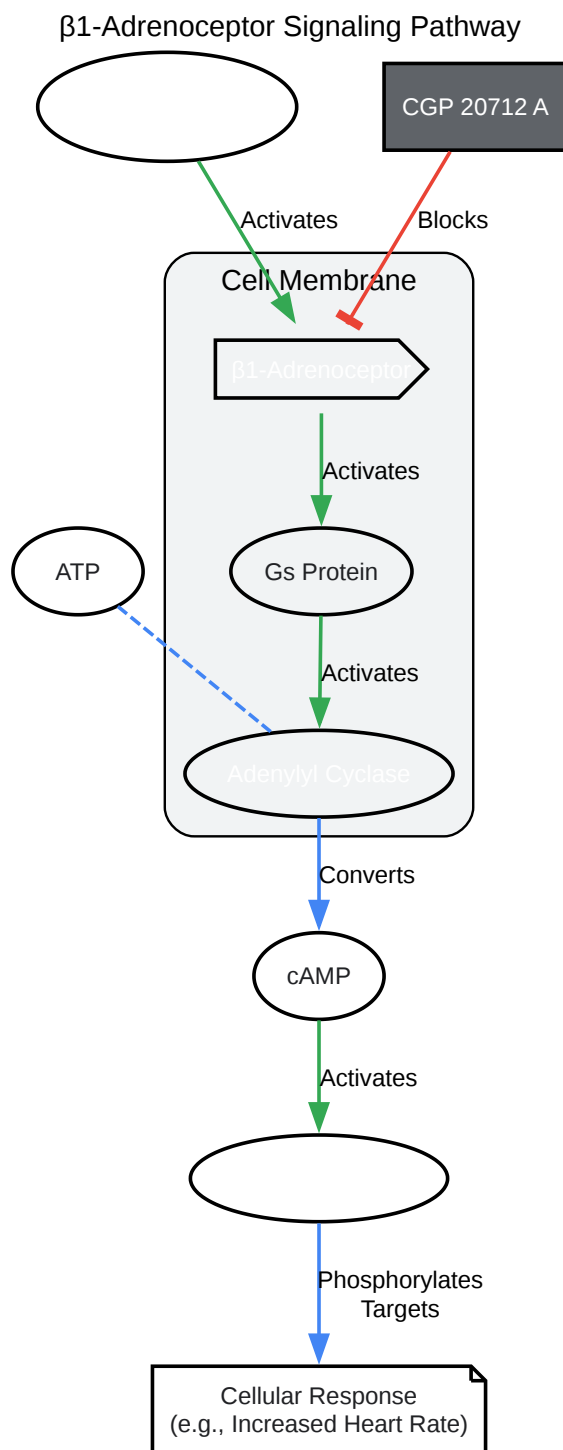 β1-Adrenoceptor Signaling Pathway
CGP 20712 A
Activates
Blocks
Cell Membrane
β1-Adrenoceptor
Activates
ATP
Gs Protein
Activates
Adenylyl Cyclase
Converts
cAMP
Activates
Phosphorylates
Targets
Cellular Response
(e.g., Increased Heart Rate)